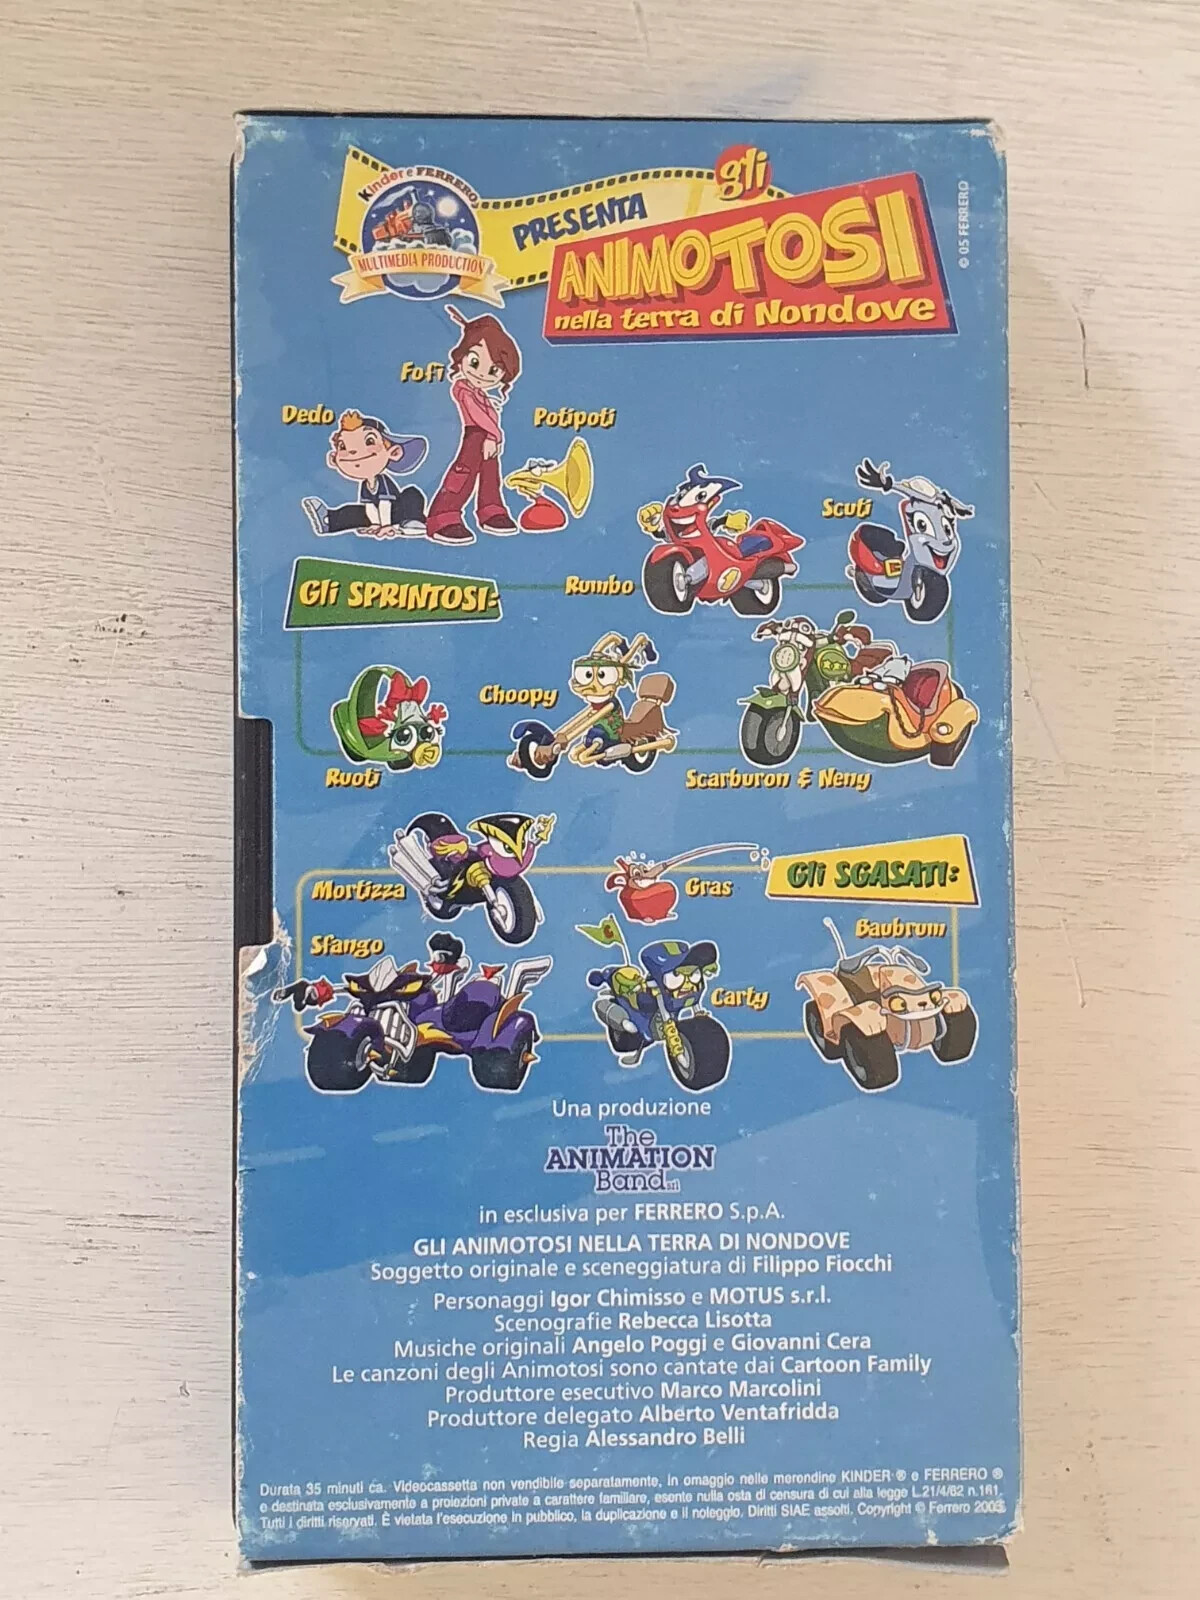 Kinder e FERRERO
MULTIMEDIA PRODUCTION
PRESENTA
gli
ANIMOTOSI
nella terra di Nondove
© 05 FERRERO
Fofi
Dedo
Potipoti
Scuti
Rumbo
Gli SPRINTOSI:
Choopy
Ruoti
Scarburon & Neny
Mortizza
Gras
Gli SGASATI:
Sfango
Baubrum
Carty
Una produzione
The
ANIMATION
Band srl
in esclusiva per FERRERO S.p.A.
GLI ANIMOTOSI NELLA TERRA DI NONDOVE
Soggetto originale e sceneggiatura di Filippo Fiocchi
Personaggi Igor Chimisso e MOTUS s.r.l.
Scenografie Rebecca Lisotta
Musiche originali Angelo Poggi e Giovanni Cera
Le canzoni degli Animotosi sono cantate dai Cartoon Family
Produttore esecutivo Marco Marcolini
Produttore delegato Alberto Ventafridda
Regia Alessandro Belli
Durata 35 minuti ca. Videocassetta non vendibile separatamente, in omaggio nelle merendine KINDER ® e FERRERO ®
e destinata esclusivamente a proiezioni private a carattere familiare, esente nulla osta di censura di cui alla legge L.21/4/62 n.161.
Tutti i diritti riservati. È vietata l'esecuzione in pubblico, la duplicazione e il noleggio. Diritti SIAE assolti. Copyright © Ferrero